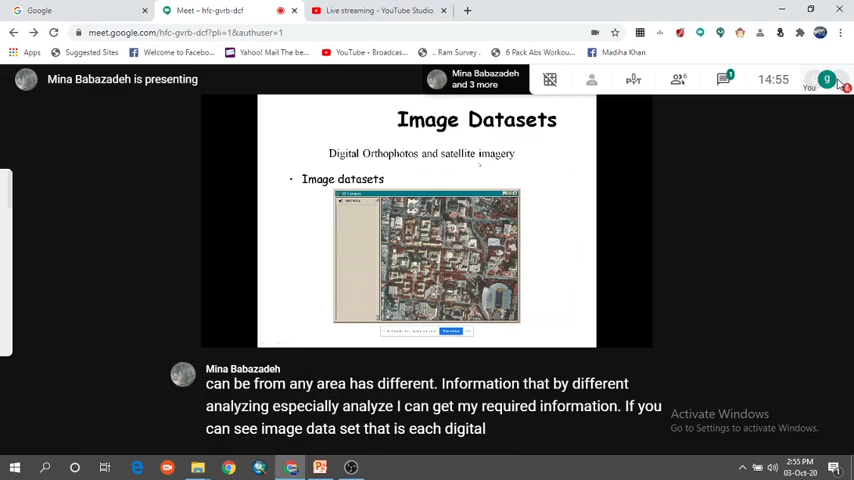 Google
Meet – hfc-gvrb-dcf
Live streaming - YouTube Studio
meet.google.com/hfc-gvrb-dcf?pli=1&authuser=1
Apps
Suggested Sites
Welcome to Facebo...
Yahoo! Mail The be...
YouTube - Broadcas...
.. Ram Survey .
6 Pack Abs Workou...
Madiha Khan
Mina Babazadeh is presenting
Mina Babazadeh
and 3 more
6
1
14:55
You
g
Image Datasets
Digital Orthophotos and satellite imagery
• Image datasets
Mina Babazadeh
can be from any area has different. Information that by different
analyzing especially analyze I can get my required information. If you
can see image data set that is each digital
Activate Windows
Go to Settings to activate Windows.
2:55 PM
03-Oct-20
1